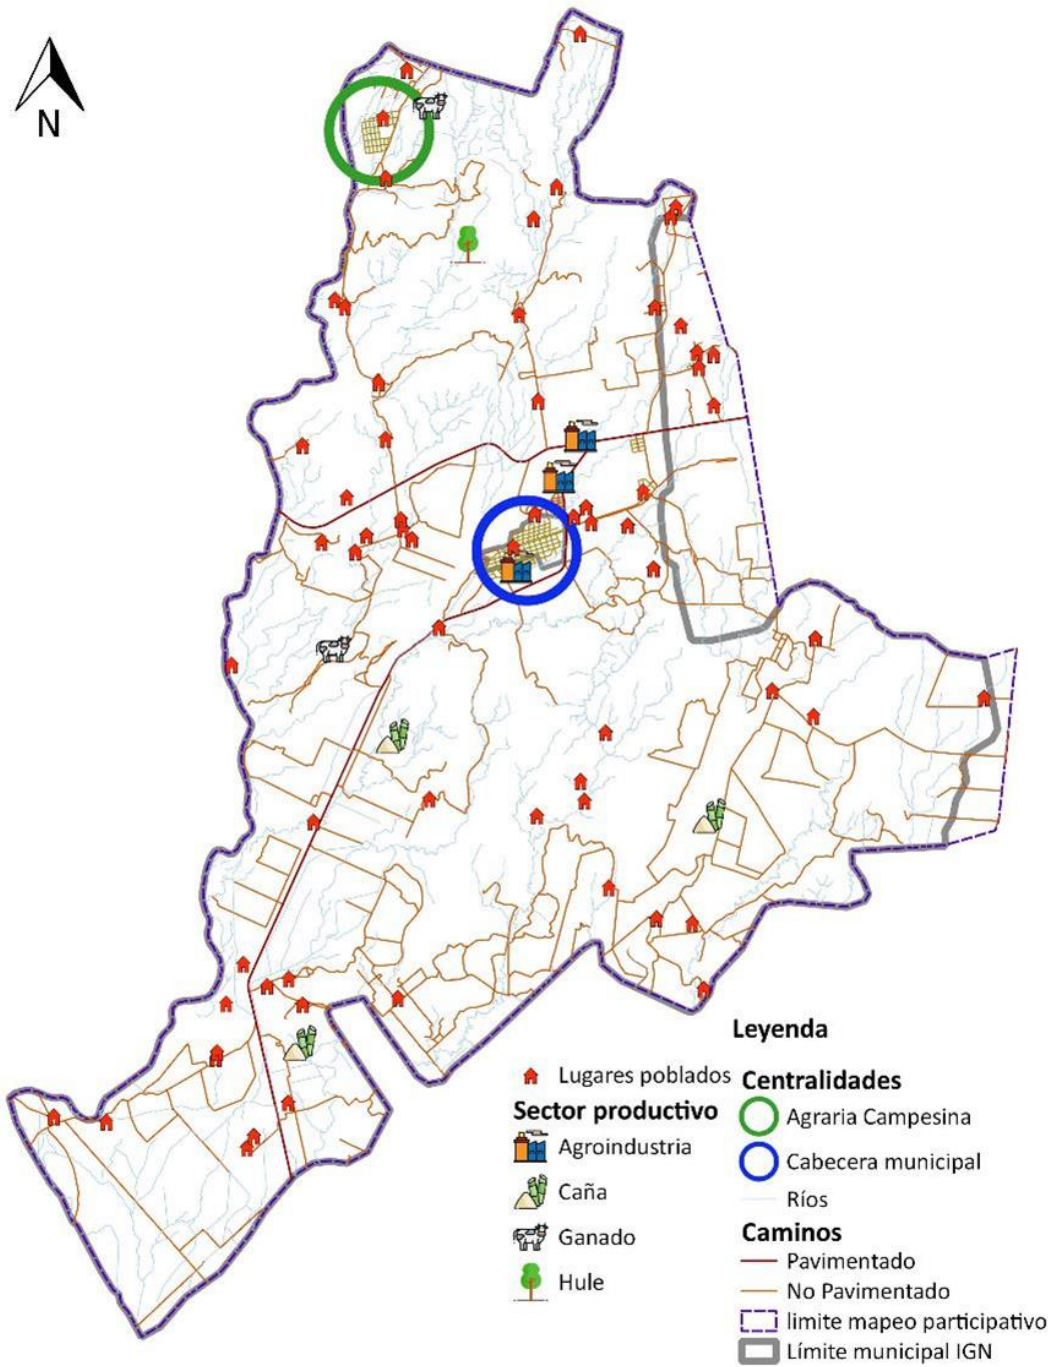 N
Leyenda
Lugares poblados
Sector productivo
Agroindustria
Caña
Ganado
Hule
Centralidades
Agraria Campesina
Cabecera municipal
Ríos
Caminos
Pavimentado
No Pavimentado
limite mapeo participativo
Límite municipal IGN